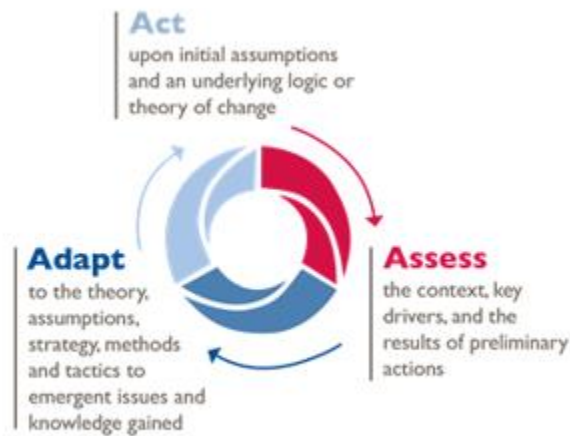 Act
upon initial assumptions
and an underlying logic or
theory of change
Assess
the context, key
drivers, and the
results of preliminary
actions
Adapt
to the theory,
assumptions,
strategy, methods
and tactics to
emergent issues and
knowledge gained